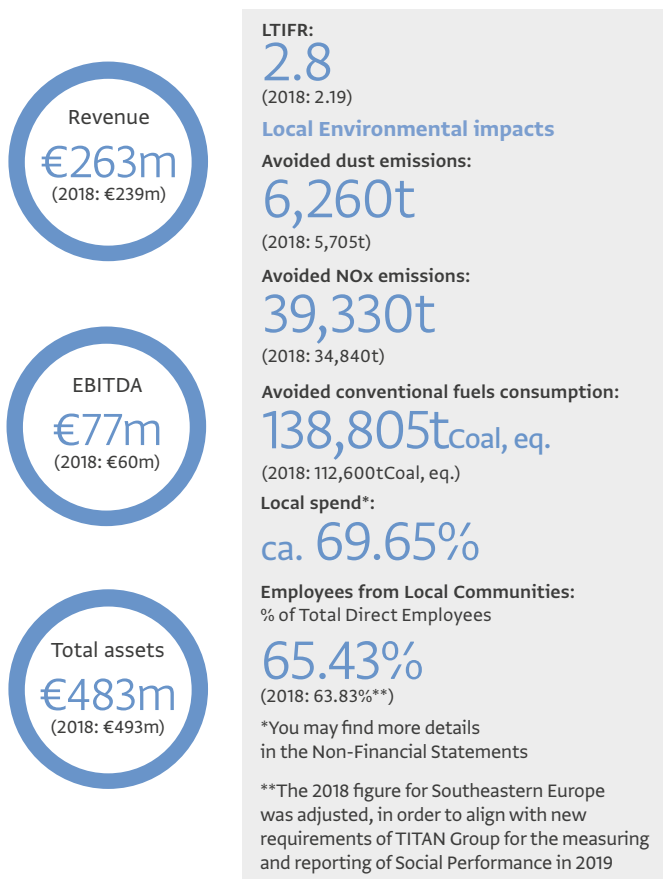 Revenue
€263m
(2018: €239m)
EBITDA
€77m
(2018: €60m)
Total assets
€483m
(2018: €493m)
LTIFR:
2.8
(2018: 2.19)
Local Environmental impacts
Avoided dust emissions:
6,260t
(2018: 5,705t)
Avoided NOx emissions:
39,330t
(2018: 34,840t)
Avoided conventional fuels consumption:
138,805tCoal, eq.
(2018: 112,600tCoal, eq.)
Local spend*:
ca. 69.65%
Employees from Local Communities:
% of Total Direct Employees
65.43%
(2018: 63.83%**)
*You may find more details
in the Non-Financial Statements
**The 2018 figure for Southeastern Europe
was adjusted, in order to align with new
requirements of TITAN Group for the measuring
and reporting of Social Performance in 2019